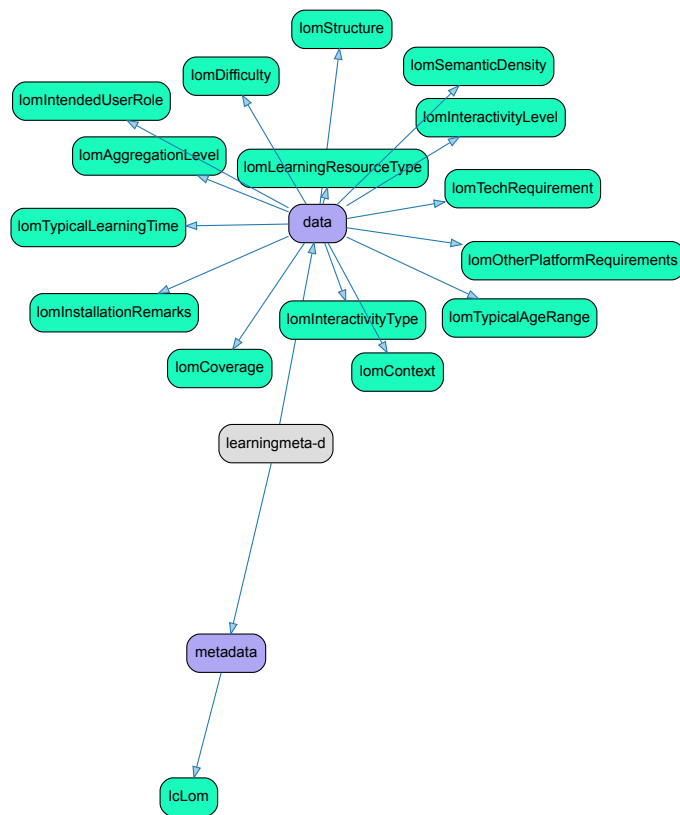 lomStructure
lomSemanticDensity
lomDifficulty
lomIntendedUserRole
lomInteractivityLevel
lomAggregationLevel
lomLearningResourceType
lomTechRequirement
data
lomTypicalLearningTime
lomOtherPlatformRequirements
lomInstallationRemarks
lomInteractivityType
lomTypicalAgeRange
lomCoverage
lomContext
learningmeta-d
metadata
lcLom